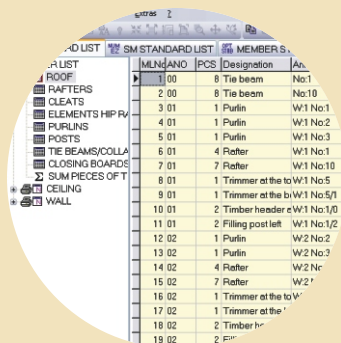 Extras ?
RD LIST SM STANDARD LIST MEMBER S
ER LIST
ROOF
RAFTERS
CLEATS
ELEMENTS HIP RA
PURLINS
POSTS
TIE BEAMS/COLLA
CLOSING BOARDS
Σ SUM PIECES OF T
CEILING
WALL
MLNo ANO PCS Designation
1 00 8 Tie beam No:1
2 00 8 Tie beam No:10
3 01 1 Purlin W:1 No:1
4 01 1 Purlin W:1 No:2
5 01 1 Purlin W:1 No:3
6 01 4 Rafter W:1 No:1
7 01 7 Rafter W:1 No:10
8 01 1 Trimmer at the to W:1 No:5
9 01 1 Trimmer at the b W:1 No:5/1
10 01 2 Timber header a W:1 No:1/0
11 01 2 Filling post left W:1 No:1/2
12 02 1 Purlin W:2 No:2
13 02 1 Purlin W:2 No:3
14 02 4 Rafter W:2 No
15 02 7 Rafter W:2
16 02 1 Trimmer at the to
17 02 1 Trimmer at the
18 02 2 Timber
19 02 2